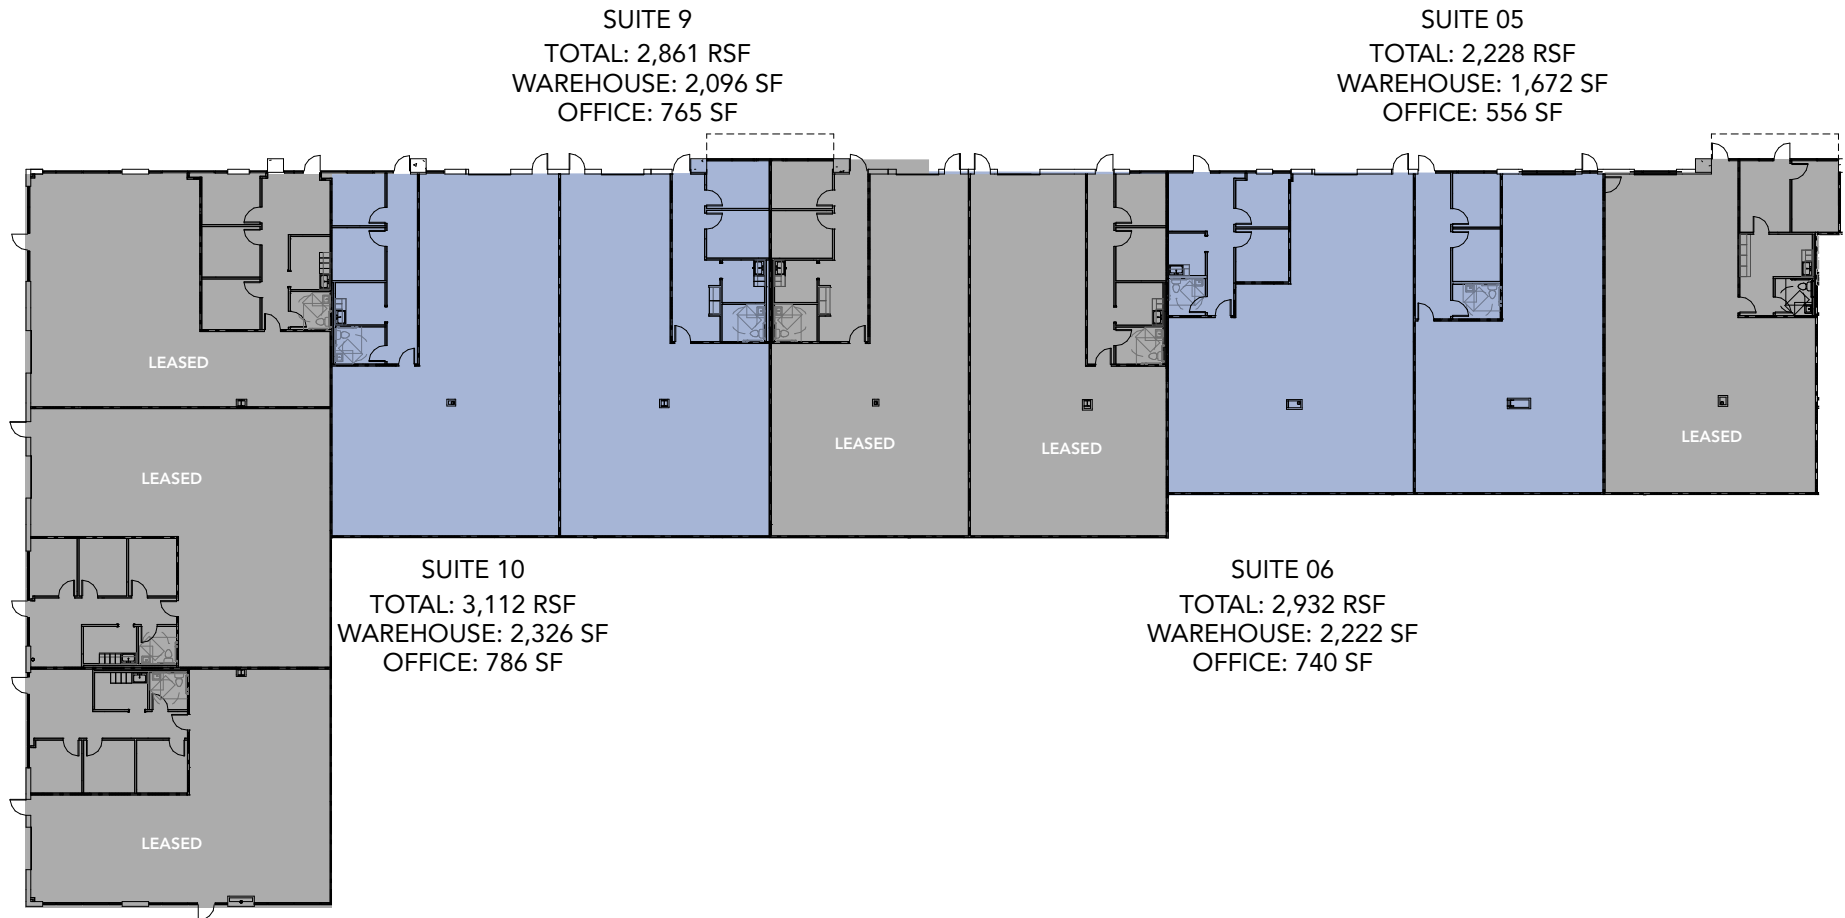 SUITE 9
TOTAL: 2,861 RSF
WAREHOUSE: 2,096 SF
OFFICE: 765 SF
SUITE 05
TOTAL: 2,228 RSF
WAREHOUSE: 1,672 SF
OFFICE: 556 SF
LEASED
LEASED
LEASED
LEASED
LEASED
SUITE 10
TOTAL: 3,112 RSF
WAREHOUSE: 2,326 SF
OFFICE: 786 SF
SUITE 06
TOTAL: 2,932 RSF
WAREHOUSE: 2,222 SF
OFFICE: 740 SF
LEASED